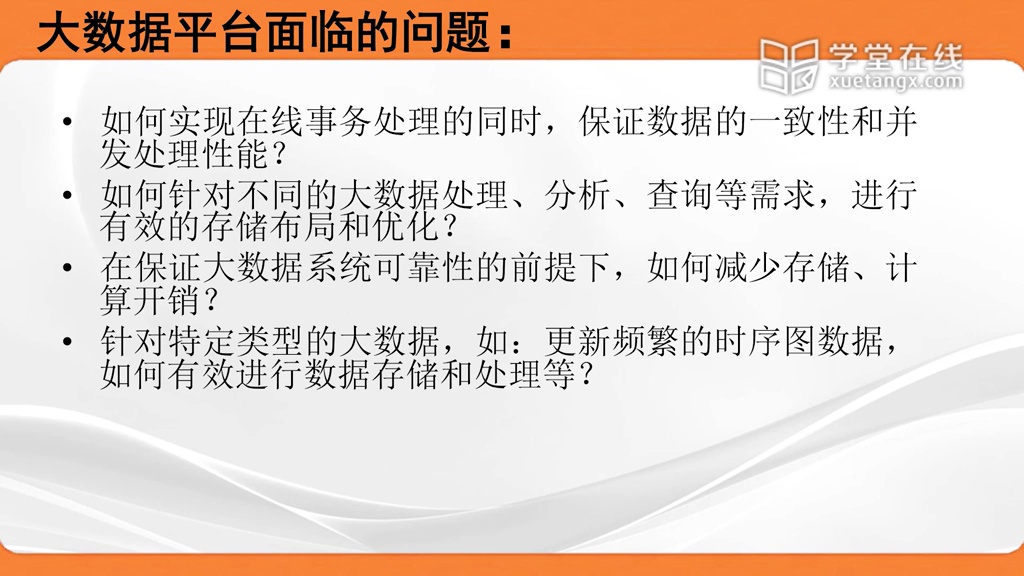 大数据平台面临的问题：
学堂在线
xuetangx.com
• 如何实现在线事务处理的同时，保证数据的一致性和并
发处理性能？
• 如何针对不同的大数据处理、分析、查询等需求，进行
有效的存储布局和优化？
• 在保证大数据系统可靠性的前提下，如何减少存储、计
算开销？
• 针对特定类型的大数据，如：更新频繁的时序图数据，
如何有效进行数据存储和处理等？